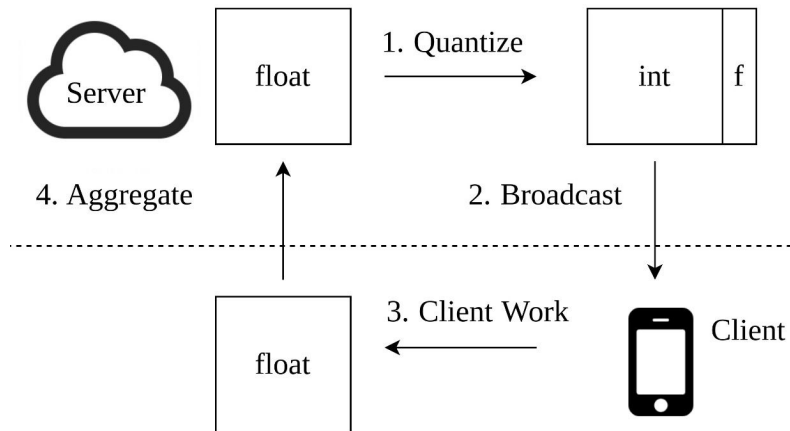 1. Quantize
Server
float
int
f
4. Aggregate
2. Broadcast
3. Client Work
Client
float